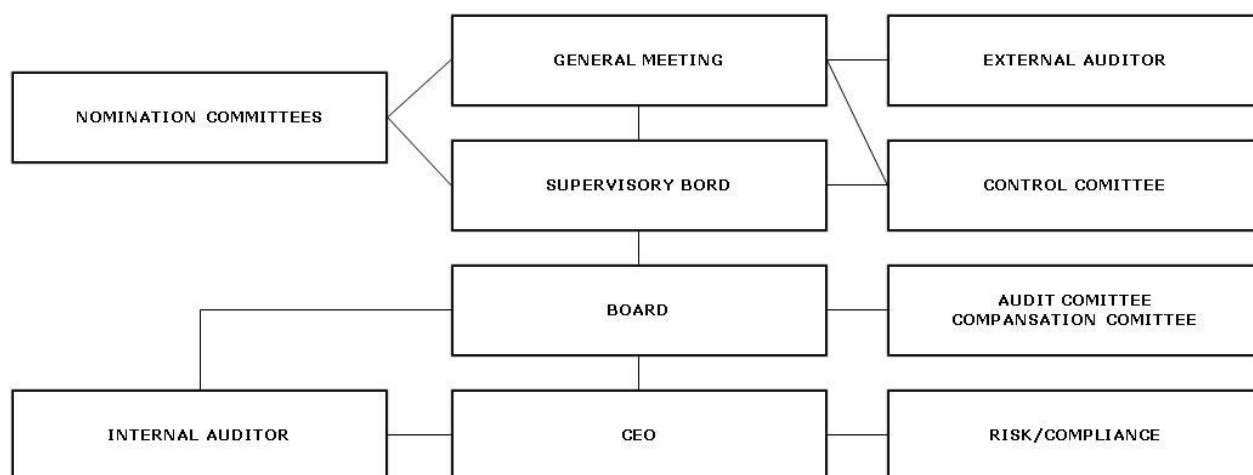 GENERAL MEETING
EXTERNAL AUDITOR
NOMINATION COMMITTEES
SUPERVISORY BORD
CONTROL COMITTEE
BOARD
AUDIT COMITTEE
COMPANSATION COMITTEE
INTERNAL AUDITOR
CEO
RISK/COMPLIANCE